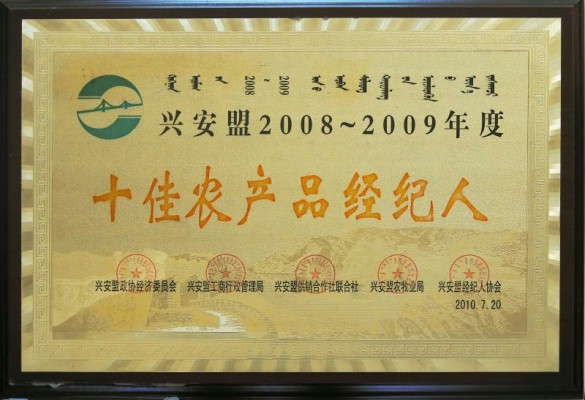 2008~2009
兴安盟2008~2009年度
十佳农产品经纪人
兴安盟政协经济委员会 兴安盟工商行政管理局 兴安盟供销合作社联合社 兴安盟农牧业局 兴安盟经纪人协会
2010.7.20